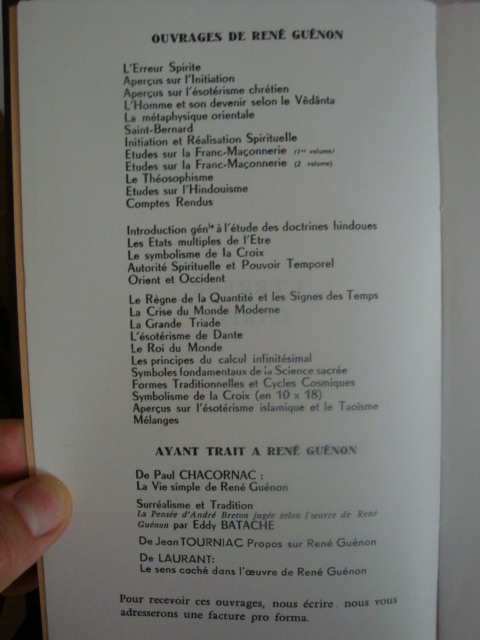 OUVRAGES DE RENÉ GUÉNON
L'Erreur Spirite
Aperçus sur l'Initiation
Aperçus sur l'ésotérisme chrétien
L'Homme et son devenir selon le Vêdânta
La métaphysique orientale
Saint-Bernard
Initiation et Réalisation Spirituelle
Etudes sur la Franc-Maçonnerie (1er volume)
Etudes sur la Franc-Maçonnerie (2 volume)
Le Théosophisme
Etudes sur l'Hindouisme
Comptes Rendus
Introduction génle à l'étude des doctrines hindoues
Les Etats multiples de l'Etre
Le symbolisme de la Croix
Autorité Spirituelle et Pouvoir Temporel
Orient et Occident
Le Règne de la Quantité et les Signes des Temps
La Crise du Monde Moderne
La Grande Triade
L'ésotérisme de Dante
Le Roi du Monde
Les principes du calcul infinitésimal
Symboles fondamentaux de la Science sacrée
Formes Traditionnelles et Cycles Cosmiques
Symbolisme de la Croix (en 10 x 18)
Aperçus sur l'ésotérisme islamique et le Taoïsme
Mélanges
AYANT TRAIT A RENÉ GUÉNON
De Paul CHACORNAC :
La Vie simple de René Guénon
Surréalisme et Tradition
La Pensée d'André Breton jugée selon l'œuvre de René
Guénon par Eddy BATACHE
De Jean TOURNIAC Propos sur René Guénon
De LAURANT:
Le sens caché dans l'œuvre de René Guénon
Pour recevoir ces ouvrages, nous écrire. nous vous
adresserons une facture pro forma.